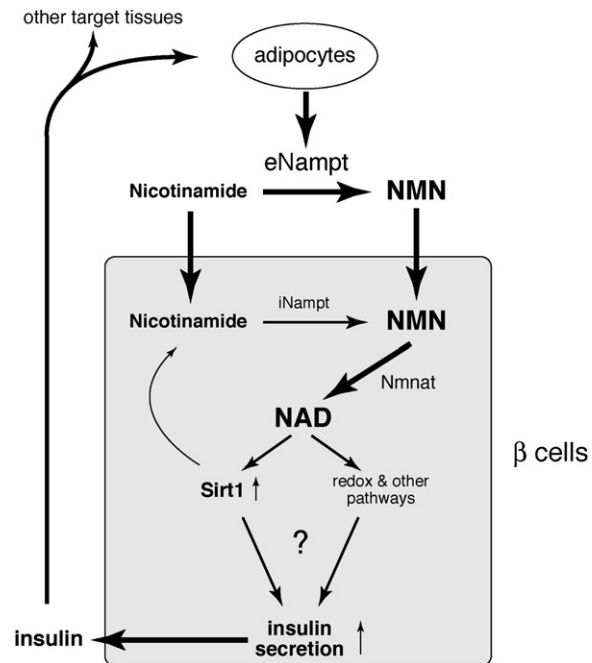 other target tissues
adipocytes
eNampt
Nicotinamide
NMN
Nicotinamide
iNampt
NMN
Nmnat
NAD
β cells
Sirt1
redox & other
pathways
?
insulin
insulin
secretion